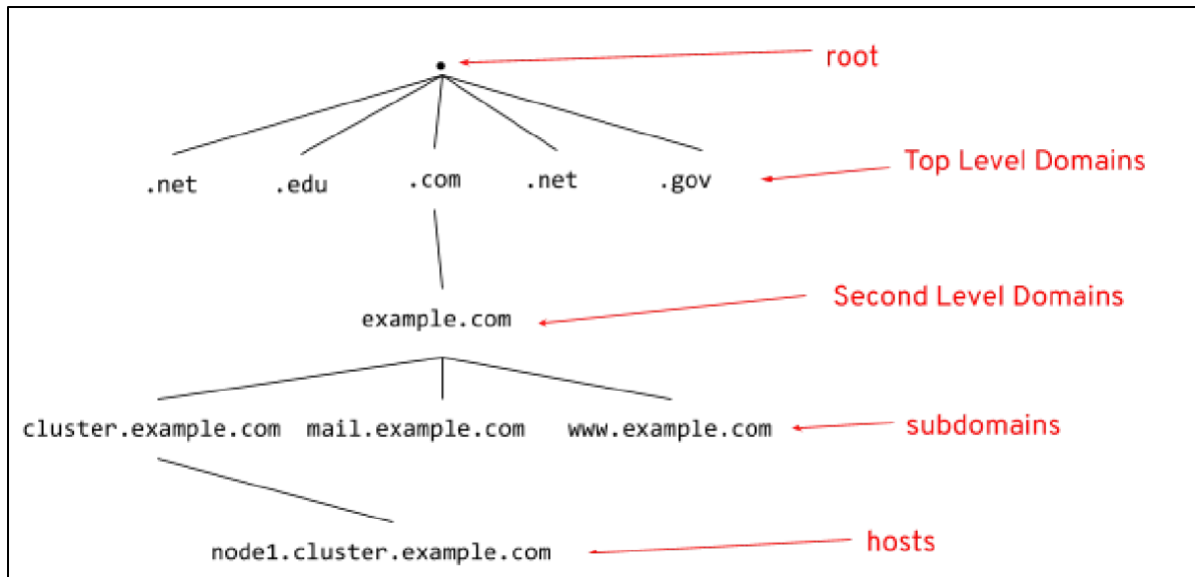 root
.net .edu .com .net .gov
Top Level Domains
example.com
Second Level Domains
cluster.example.com mail.example.com www.example.com
subdomains
node1.cluster.example.com
hosts